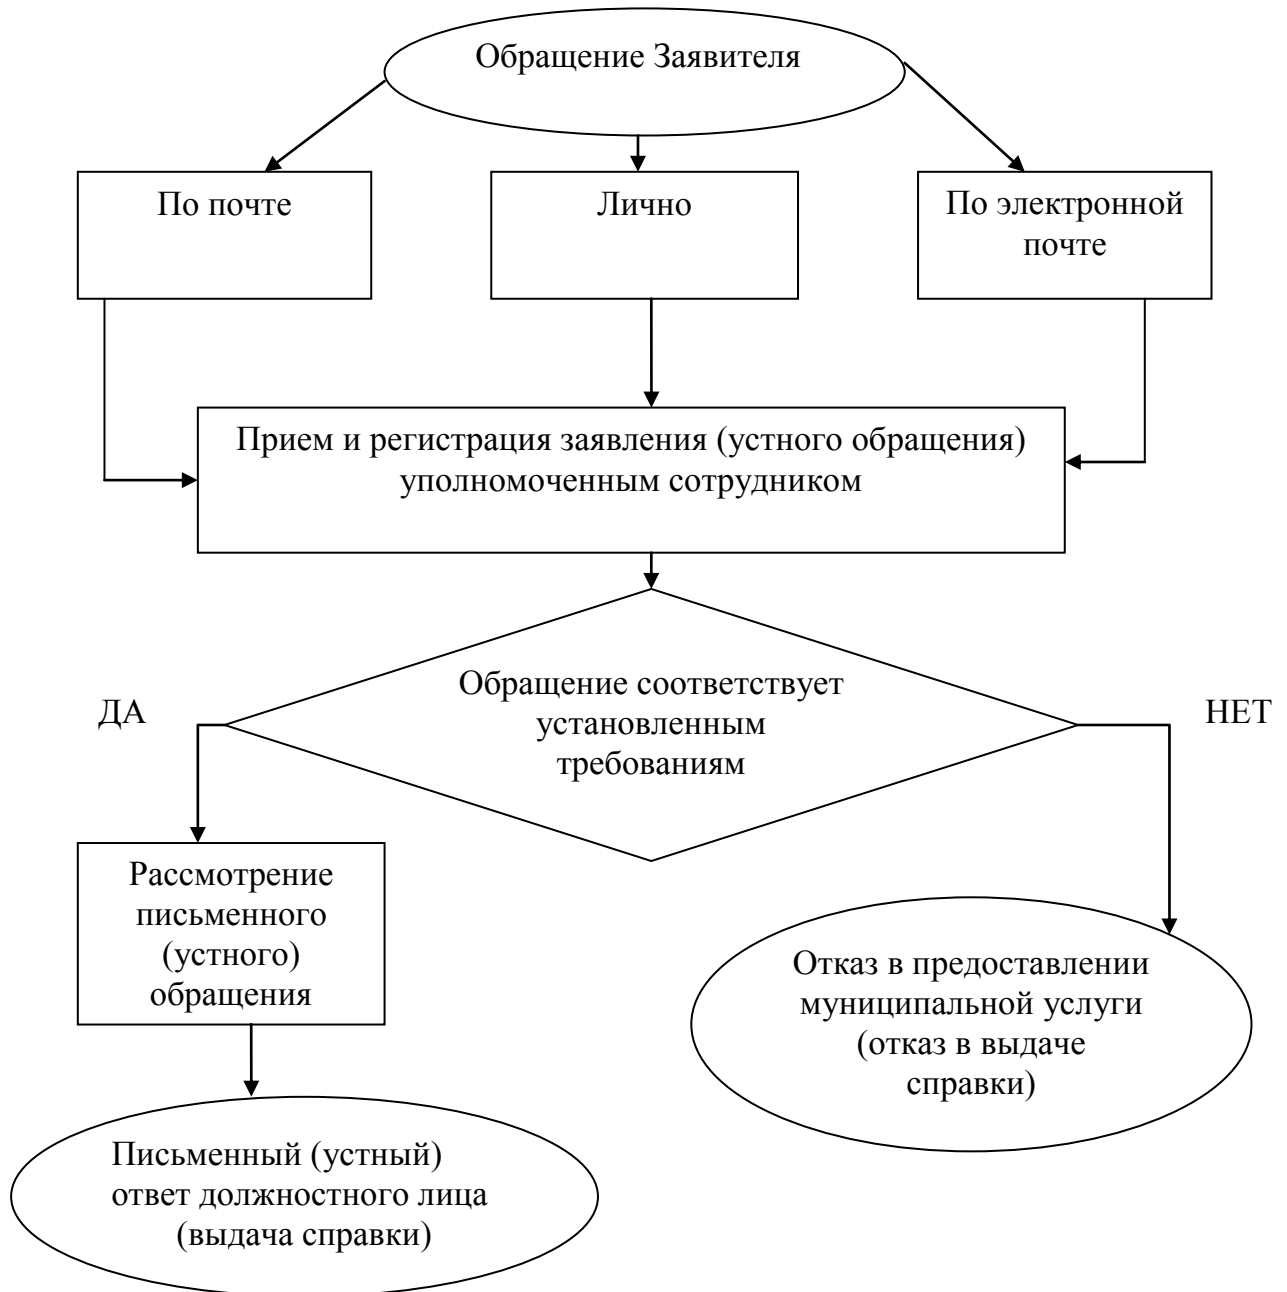 Обращение Заявителя
По почте
Лично
По электронной
почте
Прием и регистрация заявления (устного обращения)
уполномоченным сотрудником
Обращение соответствует
установленным
требованиям
ДА
НЕТ
Рассмотрение
письменного
(устного)
обращения
Отказ в предоставлении
муниципальной услуги
(отказ в выдаче
справки)
Письменный (устный)
ответ должностного лица
(выдача справки)